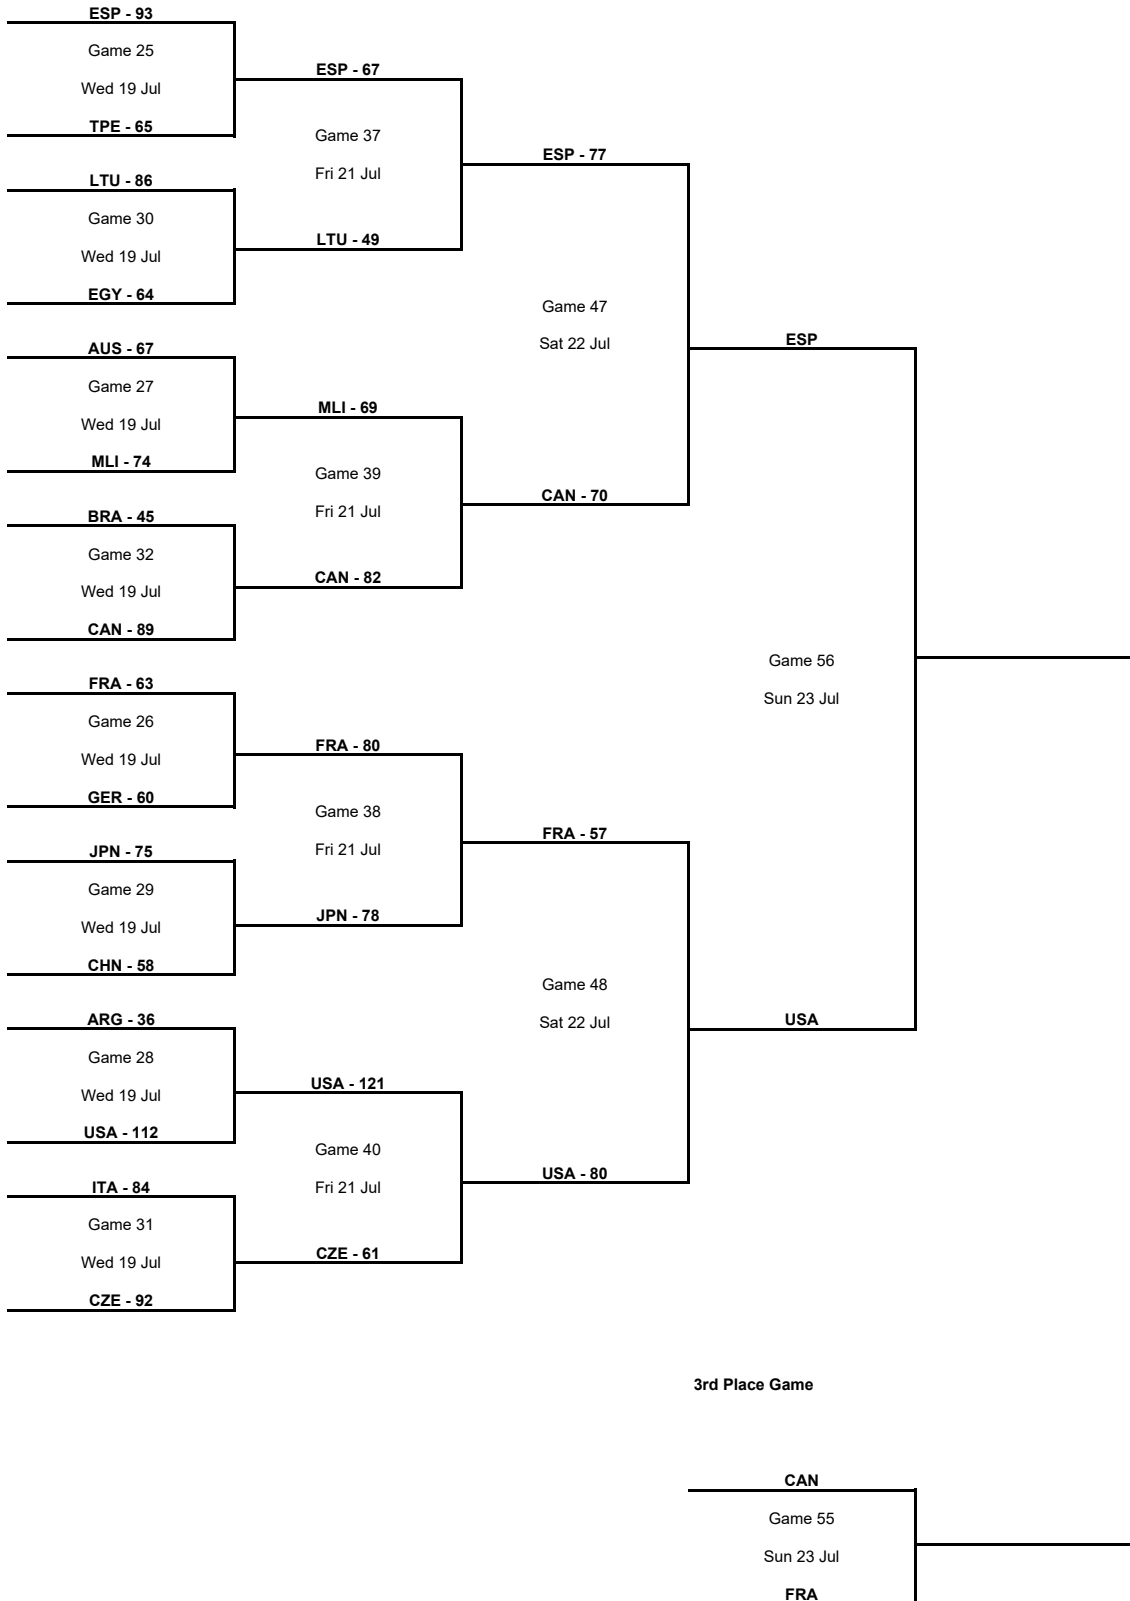 ESP - 93
Game 25
Wed 19 Jul
TPE - 65
LTU - 86
Game 30
Wed 19 Jul
EGY - 64
AUS - 67
Game 27
Wed 19 Jul
MLI - 74
BRA - 45
Game 32
Wed 19 Jul
CAN - 89
FRA - 63
Game 26
Wed 19 Jul
GER - 60
JPN - 75
Game 29
Wed 19 Jul
CHN - 58
ARG - 36
Game 28
Wed 19 Jul
USA - 112
ITA - 84
Game 31
Wed 19 Jul
CZE - 92
ESP - 67
Game 37
Fri 21 Jul
LTU - 49
MLI - 69
Game 39
Fri 21 Jul
CAN - 82
FRA - 80
Game 38
Fri 21 Jul
JPN - 78
USA - 121
Game 40
Fri 21 Jul
CZE - 61
ESP - 77
Game 47
Sat 22 Jul
CAN - 70
FRA - 57
Game 48
Sat 22 Jul
USA - 80
ESP
Game 56
Sun 23 Jul
USA
3rd Place Game
CAN
Game 55
Sun 23 Jul
FRA